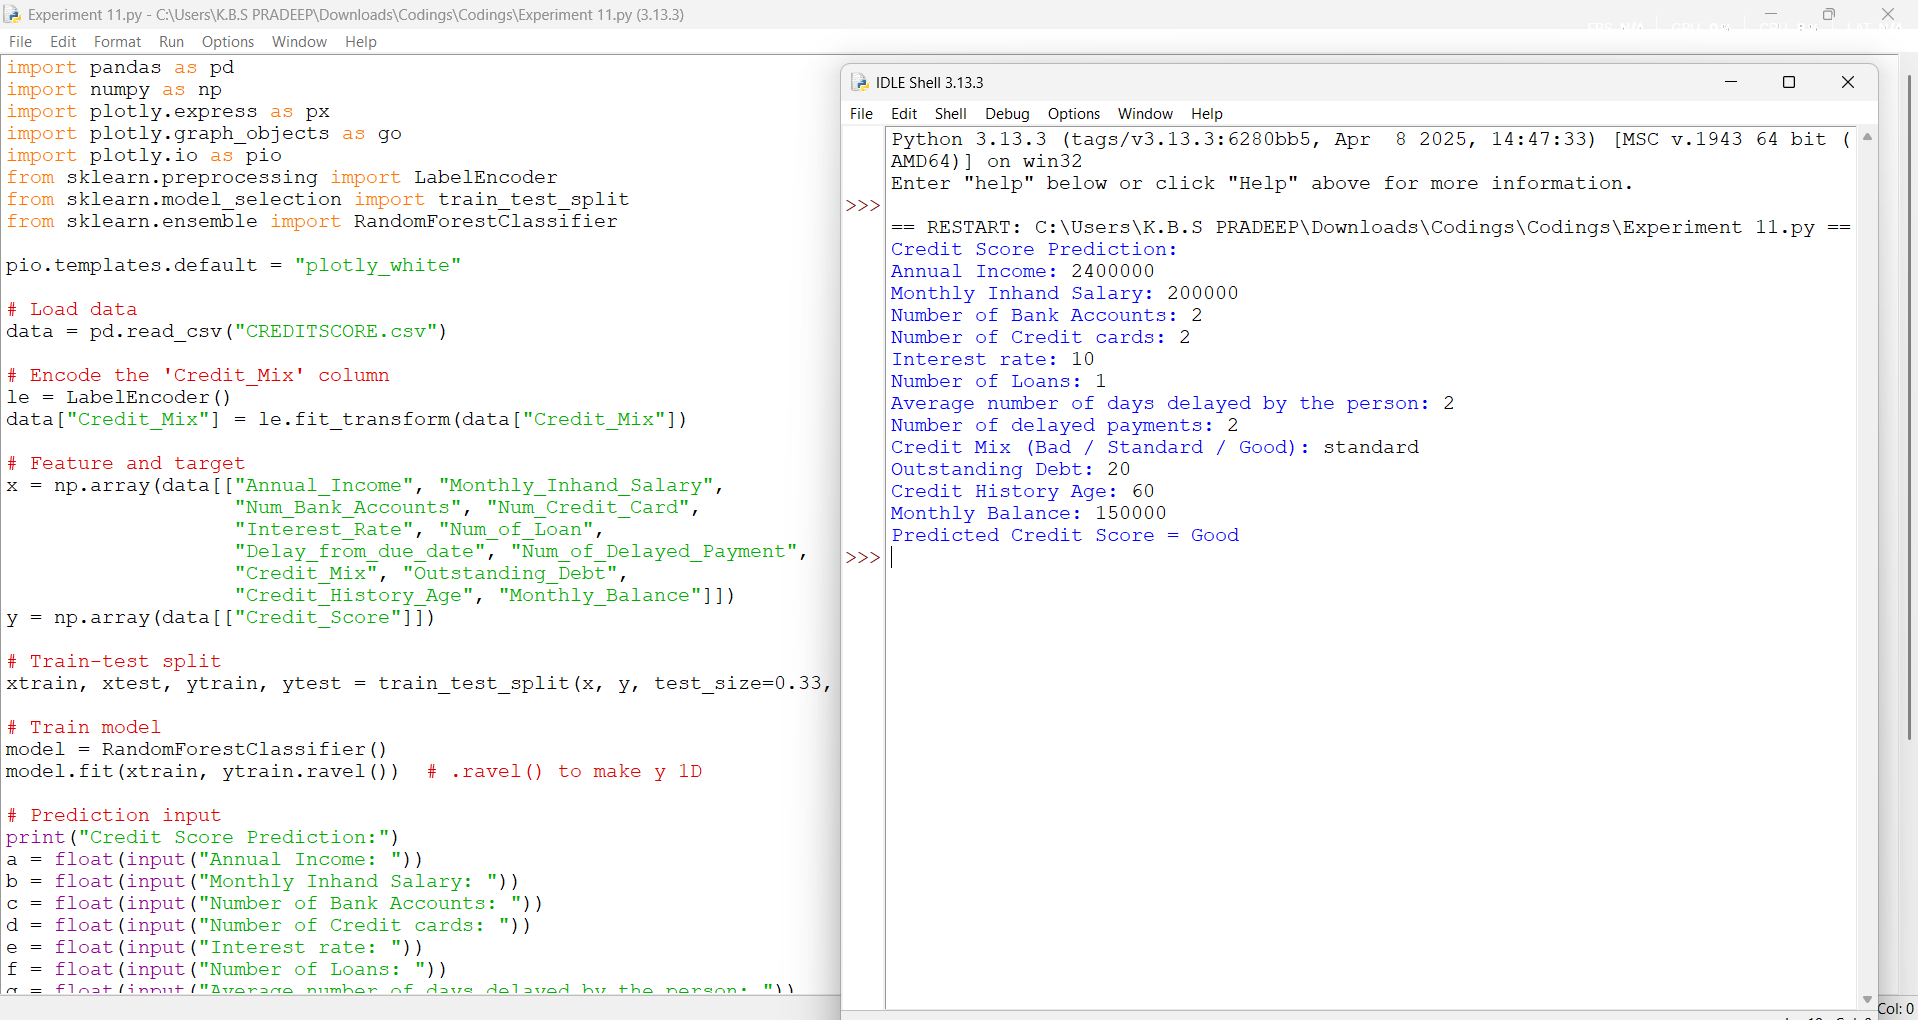 Experiment 11.py - C:\Users\K.B.S PRADEEP\Downloads\Codings\Codings\Experiment 11.py (3.13.3)
File Edit Format Run Options Window Help
import pandas as pd
import numpy as np
import plotly.express as px
import plotly.graph_objects as go
import plotly.io as pio
from sklearn.preprocessing import LabelEncoder
from sklearn.model_selection import train_test_split
from sklearn.ensemble import RandomForestClassifier
pio.templates.default = "plotly_white"
# Load data
data = pd.read_csv("CREDITSCORE.csv")
# Encode the 'Credit_Mix' column
le = LabelEncoder()
data["Credit_Mix"] = le.fit_transform(data["Credit_Mix"])
# Feature and target
x = np.array(data[["Annual_Income", "Monthly_Inhand_Salary",
"Num_Bank_Accounts", "Num_Credit_Card",
"Interest_Rate", "Num_of_Loan",
"Delay_from_due_date", "Num_of_Delayed_Payment",
"Credit_Mix", "Outstanding_Debt",
"Credit_History_Age", "Monthly_Balance"]])
y = np.array(data[["Credit_Score"]])
# Train-test split
xtrain, xtest, ytrain, ytest = train_test_split(x, y, test_size=0.33,
# Train model
model = RandomForestClassifier()
model.fit(xtrain, ytrain.ravel()) # .ravel() to make y 1D
# Prediction input
print("Credit Score Prediction:")
a = float(input("Annual Income: "))
b = float(input("Monthly Inhand Salary: "))
c = float(input("Number of Bank Accounts: "))
d = float(input("Number of Credit cards: "))
e = float(input("Interest rate: "))
f = float(input("Number of Loans: "))
g = float(input("Average number of days delayed by the person: "))
IDLE Shell 3.13.3
File Edit Shell Debug Options Window Help
Python 3.13.3 (tags/v3.13.3:6280bb5, Apr 8 2025, 14:47:33) [MSC v.1943 64 bit (
AMD64)] on win32
Enter "help" below or click "Help" above for more information.
>>>
== RESTART: C:\Users\K.B.S PRADEEP\Downloads\Codings\Codings\Experiment 11.py ==
Credit Score Prediction:
Annual Income: 2400000
Monthly Inhand Salary: 200000
Number of Bank Accounts: 2
Number of Credit cards: 2
Interest rate: 10
Number of Loans: 1
Average number of days delayed by the person: 2
Number of delayed payments: 2
Credit Mix (Bad / Standard / Good): standard
Outstanding Debt: 20
Credit History Age: 60
Monthly Balance: 150000
Predicted Credit Score = Good
>>>
Col: 0